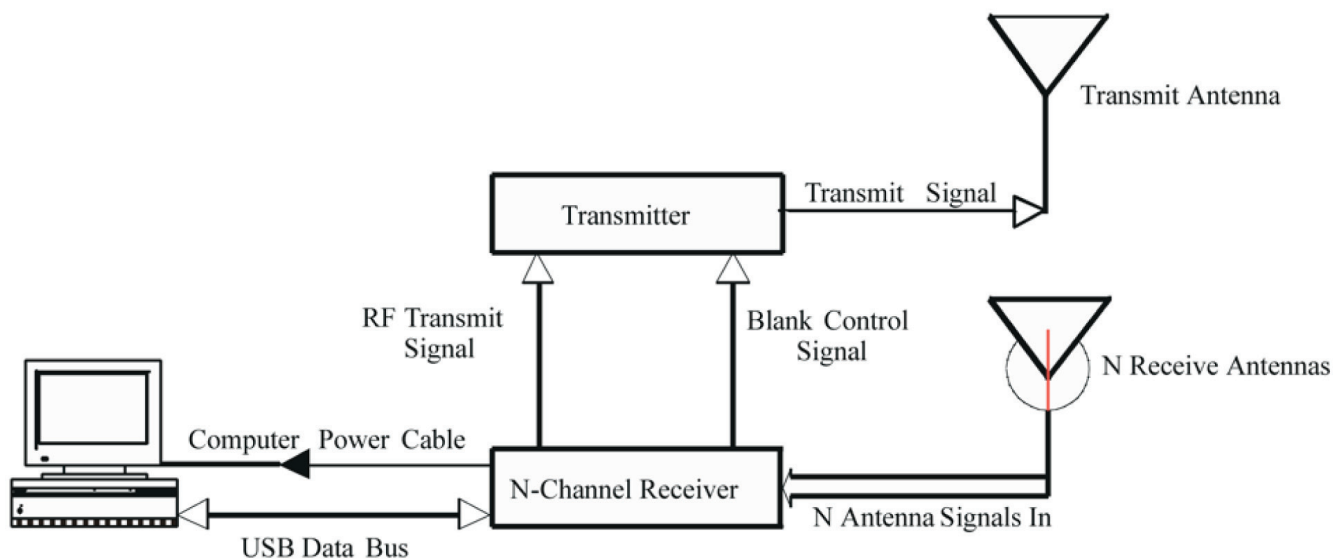 Transmit Antenna
Transmitter
Transmit Signal
RF Transmit
Signal
Blank Control
Signal
N Receive Antennas
Computer Power Cable
N-Channel Receiver
N Antenna Signals In
USB Data Bus